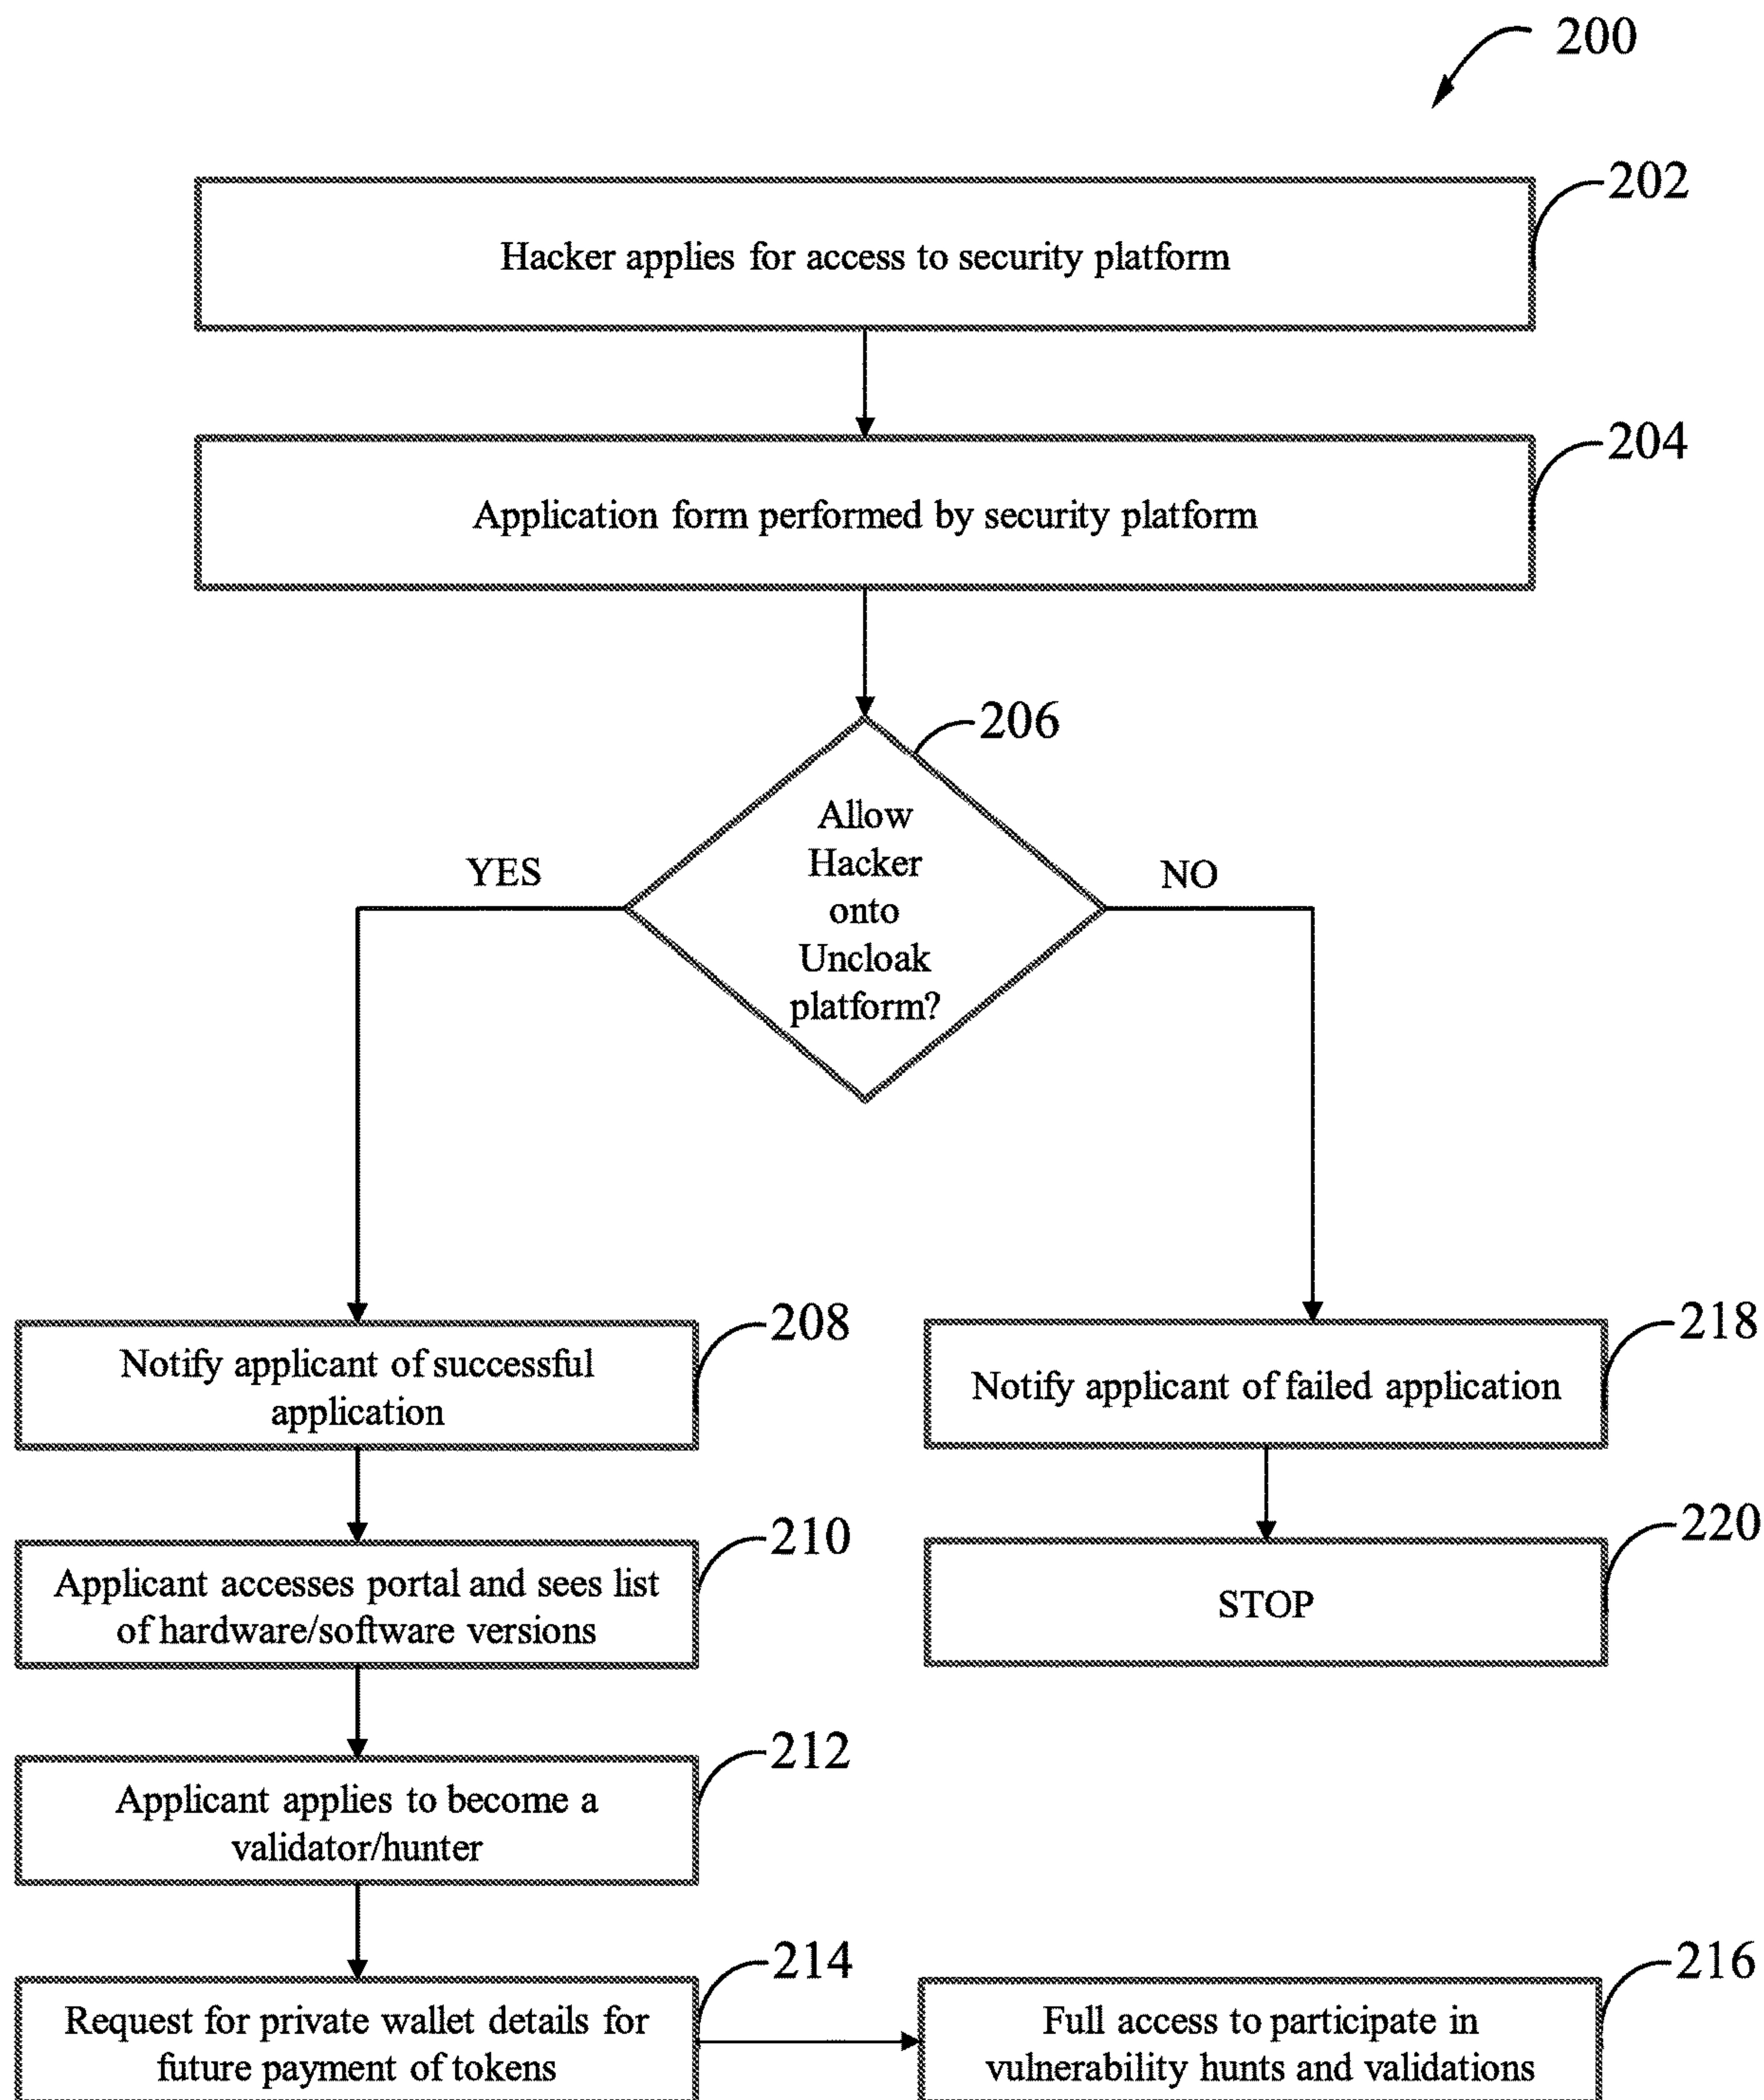 200
202
Hacker applies for access to security platform
204
Application form performed by security platform
206
Allow
Hacker
onto
Uncloak
platform?
YES
NO
208
Notify applicant of successful
application
218
Notify applicant of failed application
210
Applicant accesses portal and sees list
of hardware/software versions
220
STOP
212
Applicant applies to become a
validator/hunter
214
Request for private wallet details for
future payment of tokens
216
Full access to participate in
vulnerability hunts and validations